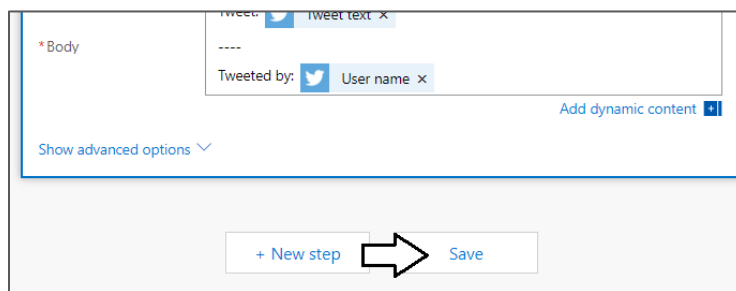 Tweet: Tweet text ×
*Body
----
Tweeted by: User name ×
Add dynamic content +
Show advanced options
+ New step Save